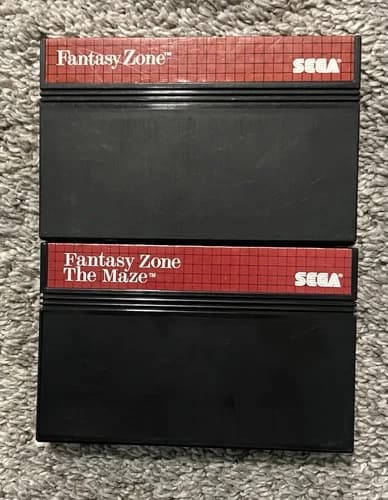 Fantasy Zone™
SEGA®
Fantasy Zone
The Maze™
SEGA®